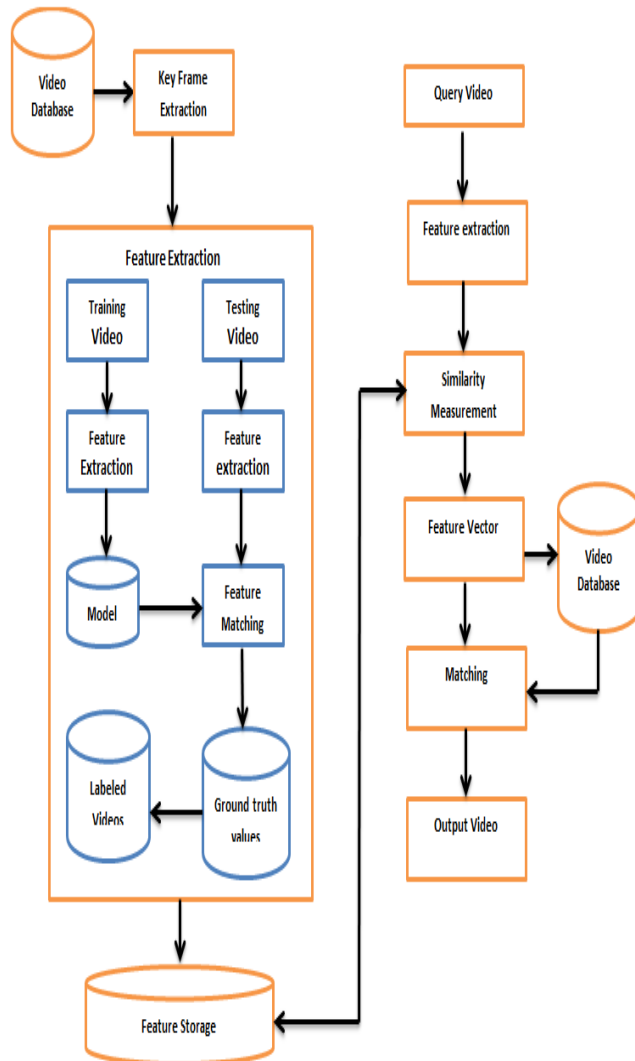 Video
Database
Key Frame
Extraction
Feature Extraction
Training
Video
Testing
Video
Feature
Extraction
Feature
extraction
Model
Feature
Matching
Labeled
Videos
Ground truth
values
Feature Storage
Query Video
Feature extraction
Similarity
Measurement
Feature Vector
Video
Database
Matching
Output Video